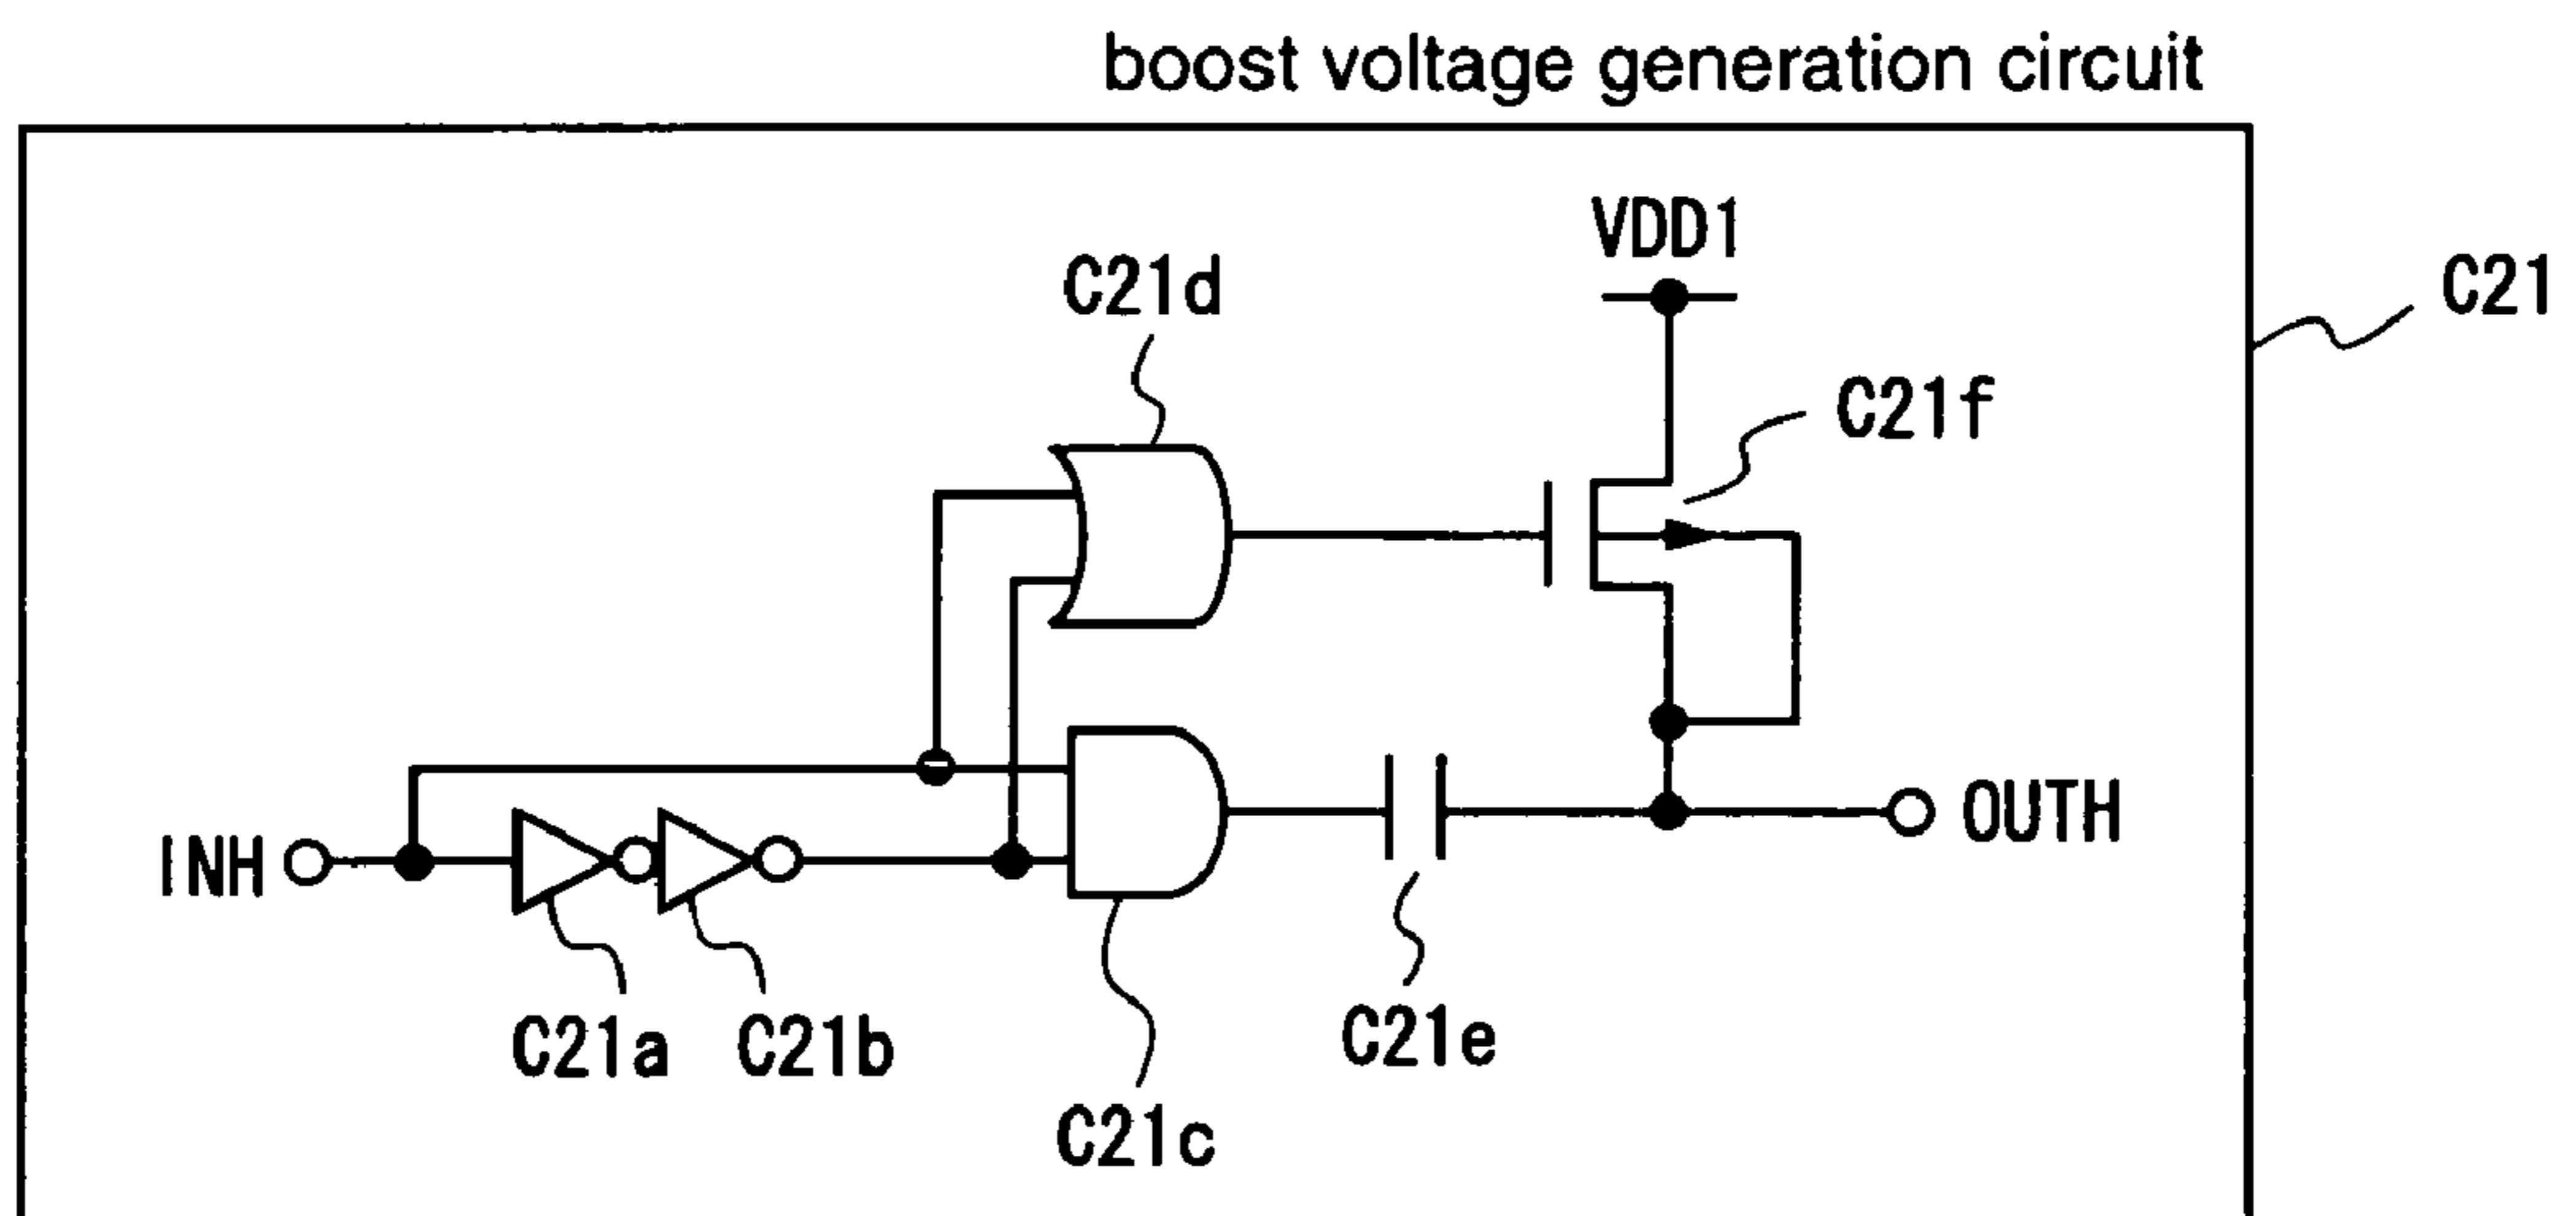 boost voltage generation circuit
VDD1
C21d
C21
C21f
INH
OUTH
C21a
C21b
C21e
C21c